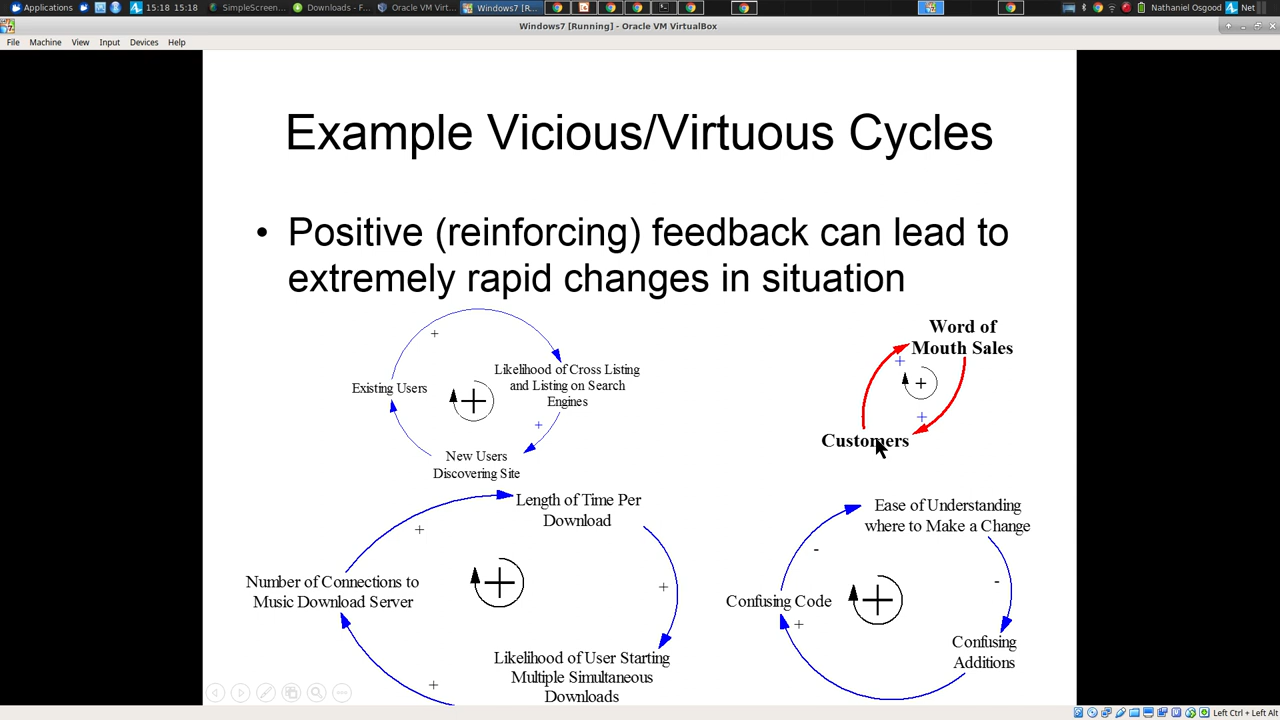 Applications
15:18 15:18
SimpleScreen...
Downloads - F...
Oracle VM Virt...
Windows7 [R...
Nathaniel Osgood
Net
Windows7 [Running] - Oracle VM VirtualBox
File Machine View Input Devices Help
Example Vicious/Virtuous Cycles
• Positive (reinforcing) feedback can lead to
extremely rapid changes in situation
+
Existing Users
Likelihood of Cross Listing
and Listing on Search
Engines
+
+
New Users
Discovering Site
Word of
Mouth Sales
+
+
+
Customers
Length of Time Per
Download
+
Number of Connections to
Music Download Server
+
+
Likelihood of User Starting
Multiple Simultaneous
Downloads
+
Ease of Understanding
where to Make a Change
-
-
Confusing Code
+
+
Confusing
Additions
Left Ctrl + Left Alt